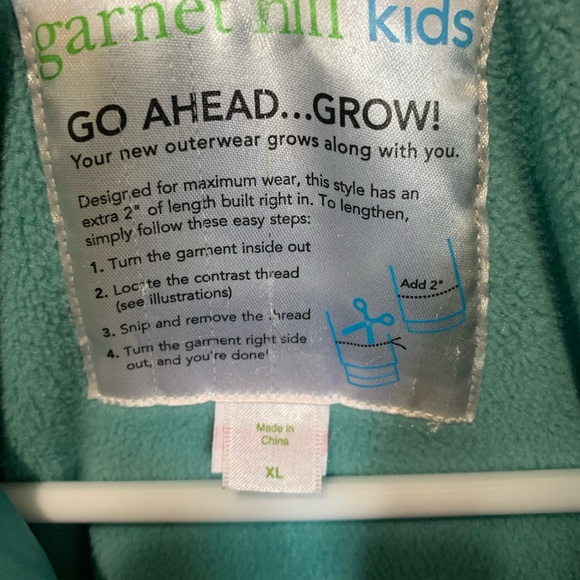 garnet hill kids
GO AHEAD...GROW!
Your new outerwear grows along with you.
Designed for maximum wear, this style has an
extra 2" of length built right in. To lengthen,
simply follow these easy steps:
1. Turn the garment inside out
2. Locate the contrast thread
(see illustrations)
3. Snip and remove the thread
4. Turn the garment right side
out, and you're done!
Add 2"
Made in
China
XL